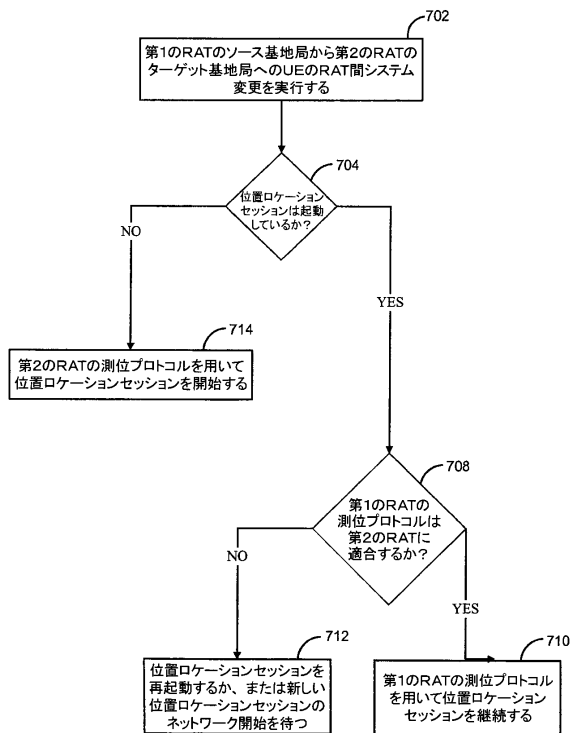 702
第1のRATのソース基地局から第2のRATの
ターゲット基地局へのUEのRAT間システム
変更を実行する
704
位置ロケーション
セッションは起動
しているか？
NO
YES
714
第2のRATの測位プロトコルを用いて
位置ロケーションセッションを開始する
708
第1のRATの
測位プロトコルは
第2のRATに
適合するか？
NO
YES
712
位置ロケーションセッションを
再起動するか、または新しい
位置ロケーションセッションの
ネットワーク開始を待つ
710
第1のRATの測位プロトコル
を用いて位置ロケーション
セッションを継続する